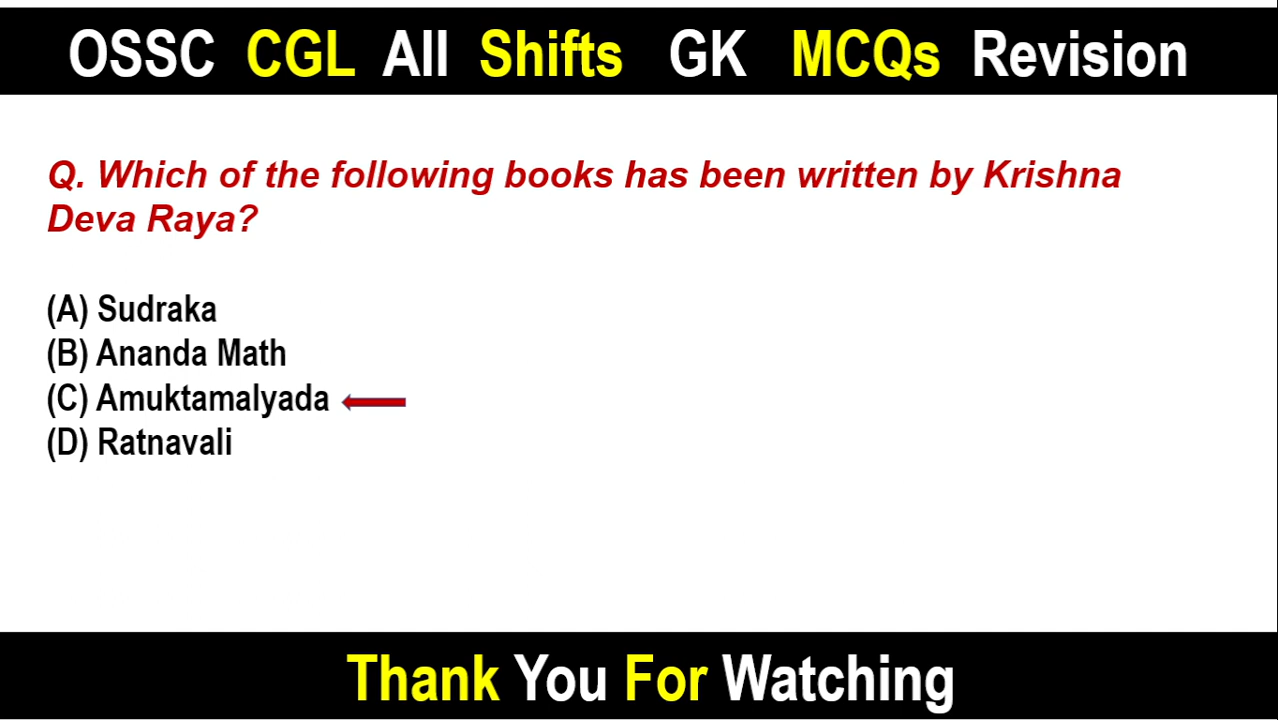 OSSC CGL All Shifts GK MCQs Revision
Q. Which of the following books has been written by Krishna
Deva Raya?
(A) Sudraka
(B) Ananda Math
(C) Amuktamalyada
(D) Ratnavali
Thank You For Watching